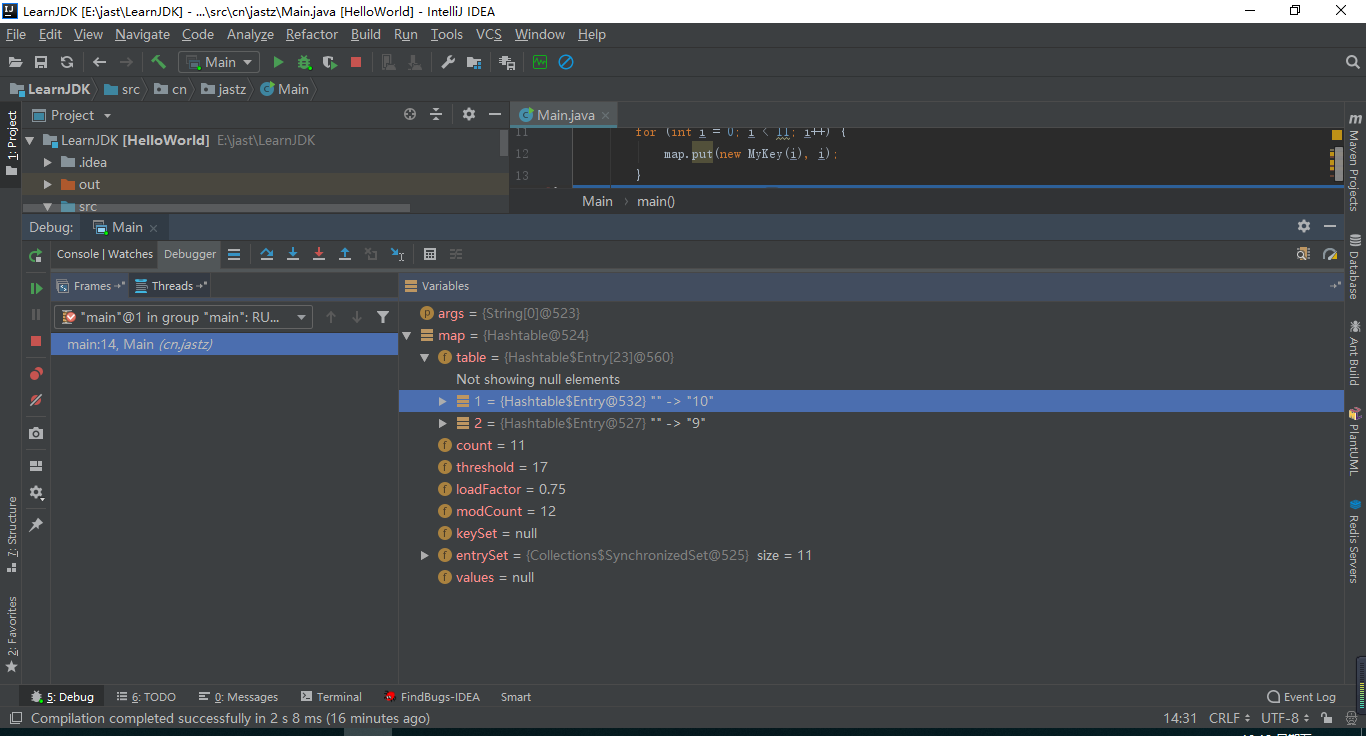 LearnJDK [E:\jast\LearnJDK] - ...\src\cn\jastz\Main.java [HelloWorld] - IntelliJ IDEA
File Edit View Navigate Code Analyze Refactor Build Run Tools VCS Window Help
Main
LearnJDK src cn jastz Main
1: Project
Project
Main.java
LearnJDK [HelloWorld] E:\jast\LearnJDK
.idea
out
src
11 for (int i = 0; i < 11; i++) {
12 map.put(new MyKey(i), i);
13 }
Main › main()
Debug: Main
Console | Watches Debugger
Frames Threads
"main"@1 in group "main": RU...
main:14, Main (cn.jastz)
Variables
args = {String[0]@523}
map = {Hashtable@524}
table = {Hashtable$Entry[23]@560}
Not showing null elements
1 = {Hashtable$Entry@532} "" -> "10"
2 = {Hashtable$Entry@527} "" -> "9"
count = 11
threshold = 17
loadFactor = 0.75
modCount = 12
keySet = null
entrySet = {Collections$SynchronizedSet@525} size = 11
values = null
Maven Projects
Database
Ant Build
PlantUML
Redis Servers
7: Structure
2: Favorites
5: Debug 6: TODO 0: Messages Terminal FindBugs-IDEA Smart Event Log
Compilation completed successfully in 2 s 8 ms (16 minutes ago) 14:31 CRLF UTF-8